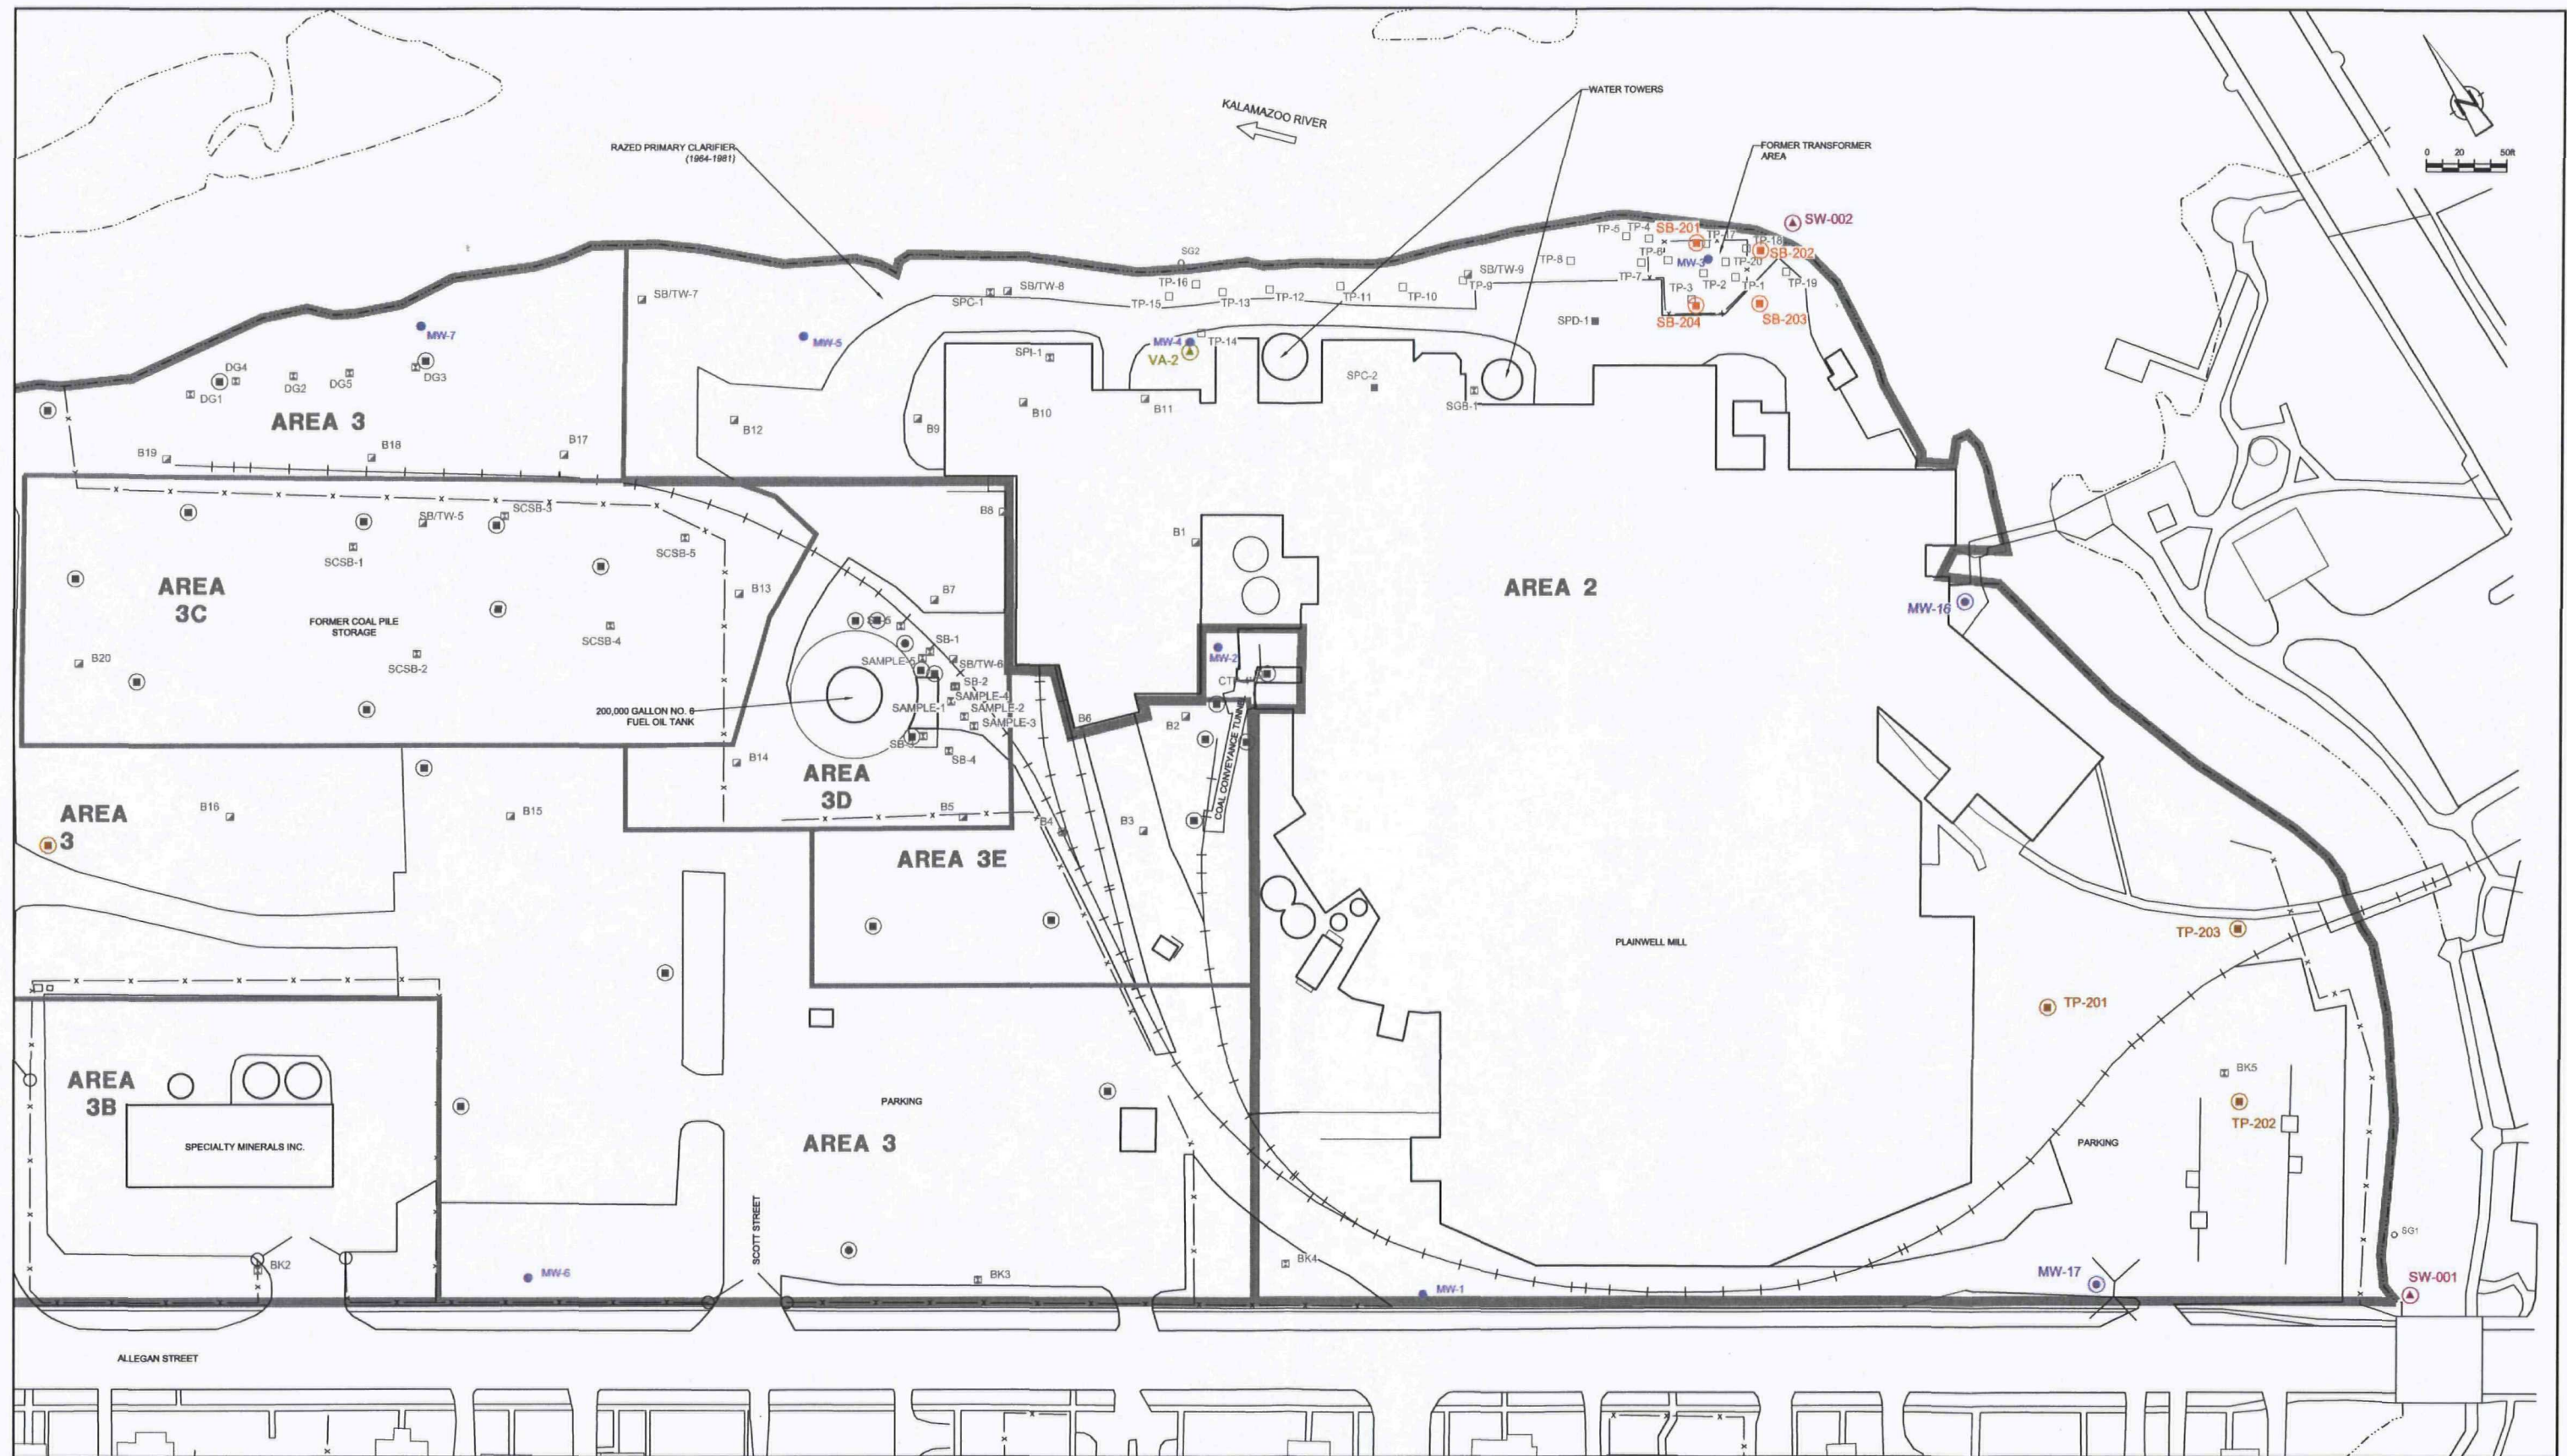 KALAMAZOO RIVER
WATER TOWERS
RAZED PRIMARY CLARIFIER
(1964-1981)
FORMER TRANSFORMER
AREA
N
0 20 50ft
SW-002
TP-5
TP-4
SB-201
TP-17
TP-18
SB-202
TP-6
MW-3
TP-20
TP-8
TP-7
TP-2
TP-1
TP-19
TP-3
SB-204
SB-203
SG2
SB/TW-9
TP-9
TP-16
TP-15
TP-13
TP-12
TP-11
TP-10
SB/TW-7
SPC-1
SB/TW-8
SPD-1
MW-7
MW-5
MW-4
TP-14
VA-2
SPI-1
SPC-2
SGB-1
DG4
DG1
DG2
DG5
DG3
AREA 3
B12
B9
B10
B11
B19
B18
B17
SB/TW-5
SCSB-3
SCSB-1
SCSB-5
B8
B1
AREA
3C
FORMER COAL PILE
STORAGE
B13
B7
AREA 2
MW-16
SCSB-4
SCSB-2
B20
SB-1
SAMPLE-5
SB/TW-6
SB-2
SAMPLE-4
SAMPLE-1
SAMPLE-2
SAMPLE-3
SB-4
MW-2
200,000 GALLON NO. 6
FUEL OIL TANK
B6
B2
COAL CONVEYANCE TUNNEL
B14
AREA
3D
B5
B4
B3
AREA
3
B16
B15
AREA 3E
PLAINWELL MILL
TP-203
TP-201
BK5
TP-202
PARKING
AREA
3B
SPECIALTY MINERALS INC.
PARKING
AREA 3
SCOTT STREET
BK2
MW-6
BK3
BK4
MW-1
MW-17
SG1
SW-001
ALLEGAN STREET